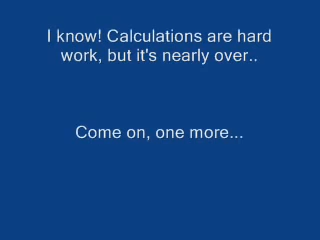 I know! Calculations are hard
work, but it's nearly over..
Come on, one more...